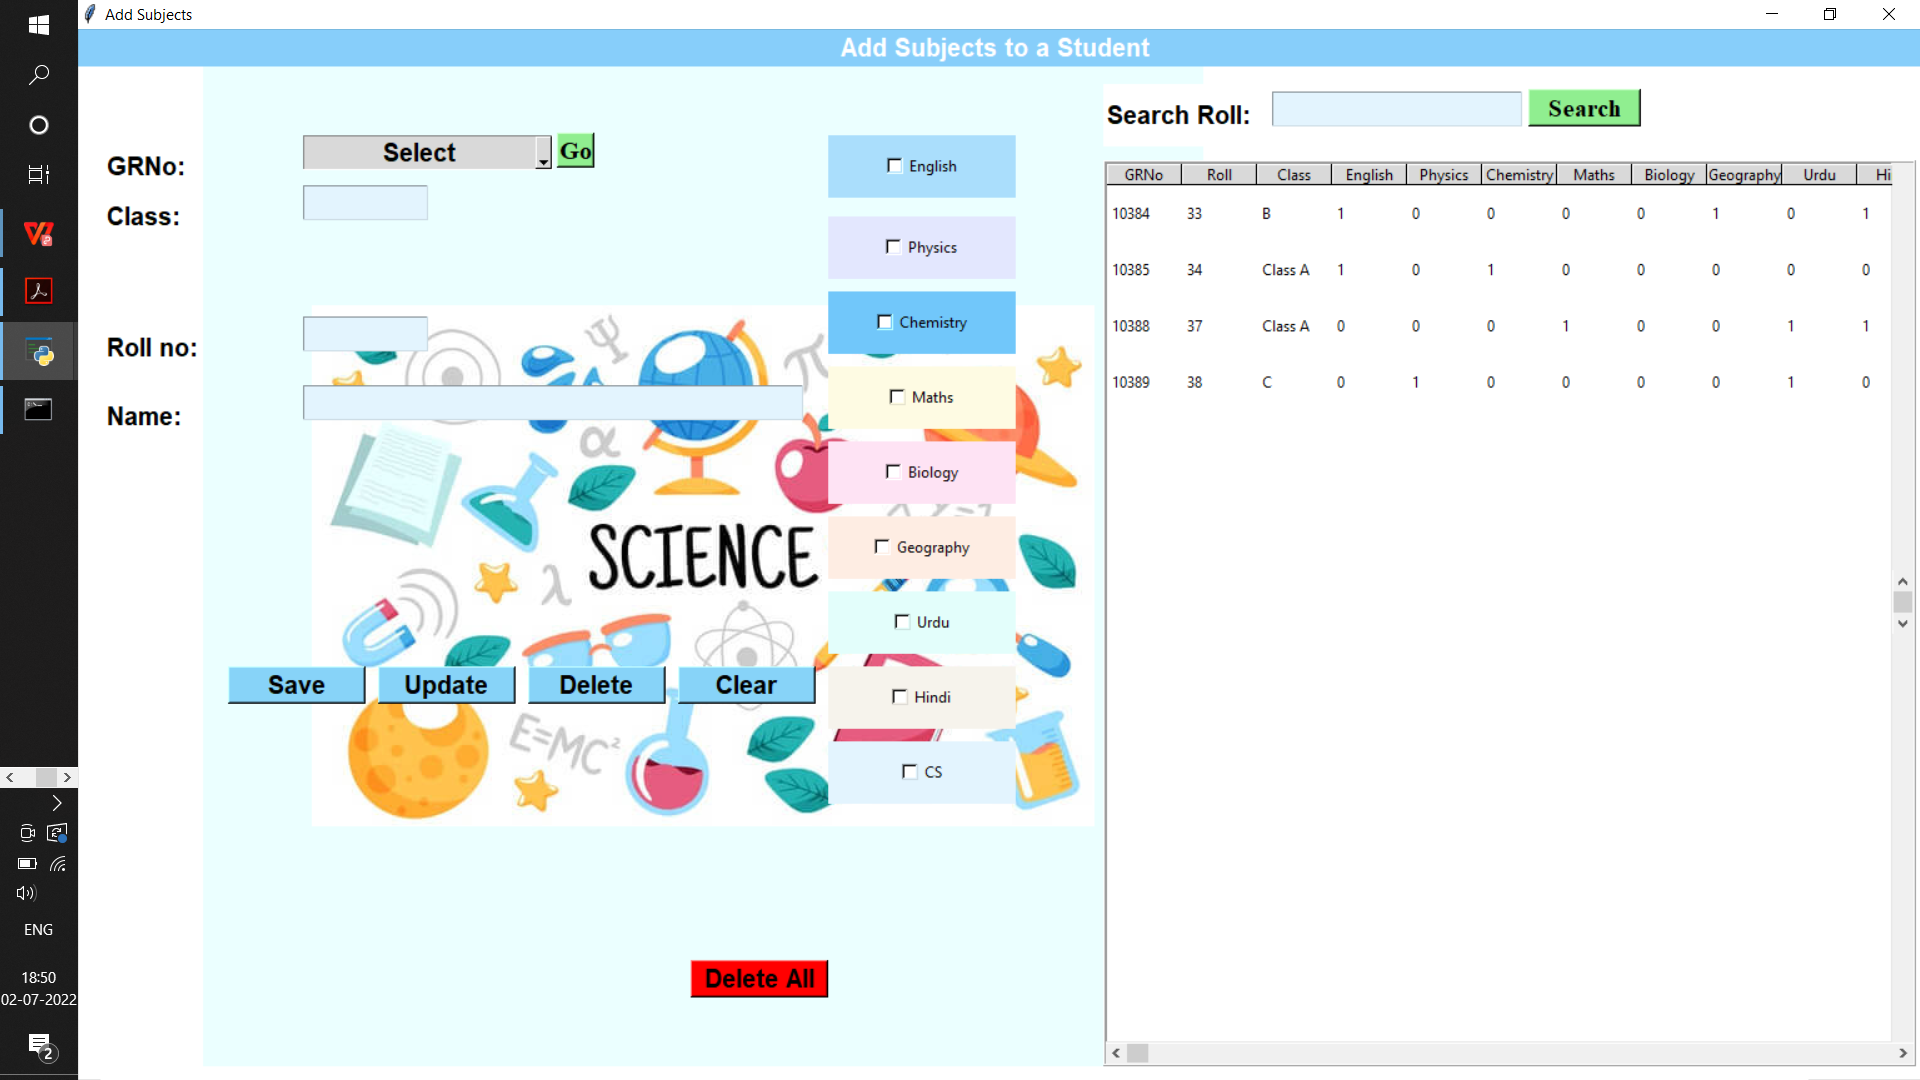 Add Subjects
Add Subjects to a Student
GRNo:
Select
Go
Class:
Roll no:
Name:
English
Physics
Chemistry
Maths
Biology
Geography
Urdu
Hindi
CS
Ψ
π
α
λ
SCIENCE
E=MC²
Save Update Delete Clear
Delete All
Search Roll:
Search
GRNo Roll Class English Physics Chemistry Maths Biology Geography Urdu Hi
10384 33 B 1 0 0 0 0 1 0 1
10385 34 Class A 1 0 1 0 0 0 0 0
10388 37 Class A 0 0 0 1 0 0 1 1
10389 38 C 0 1 0 0 0 0 1 0
ENG
18:50
02-07-2022
2